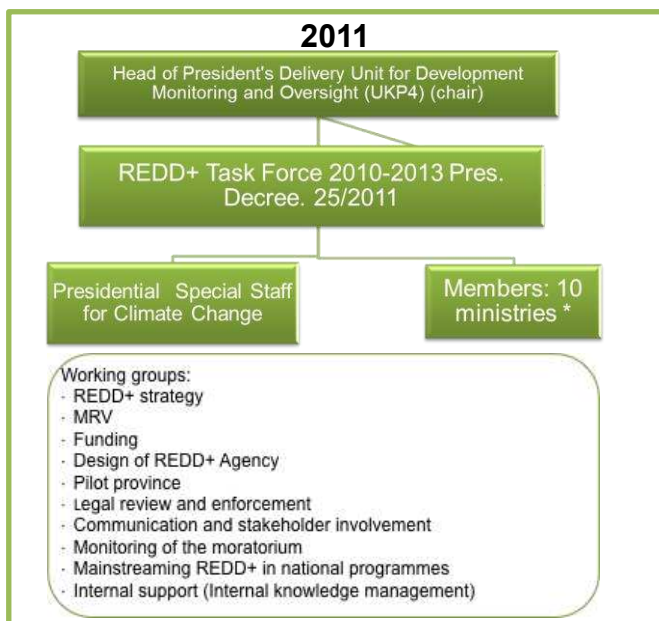 2011
Head of President's Delivery Unit for Development
Monitoring and Oversight (UKP4) (chair)
REDD+ Task Force 2010-2013 Pres.
Decree. 25/2011
Presidential Special Staff
for Climate Change
Members: 10
ministries *
Working groups:
· REDD+ strategy
· MRV
· Funding
· Design of REDD+ Agency
· Pilot province
· Legal review and enforcement
· Communication and stakeholder involvement
· Monitoring of the moratorium
· Mainstreaming REDD+ in national programmes
· Internal support (Internal knowledge management)